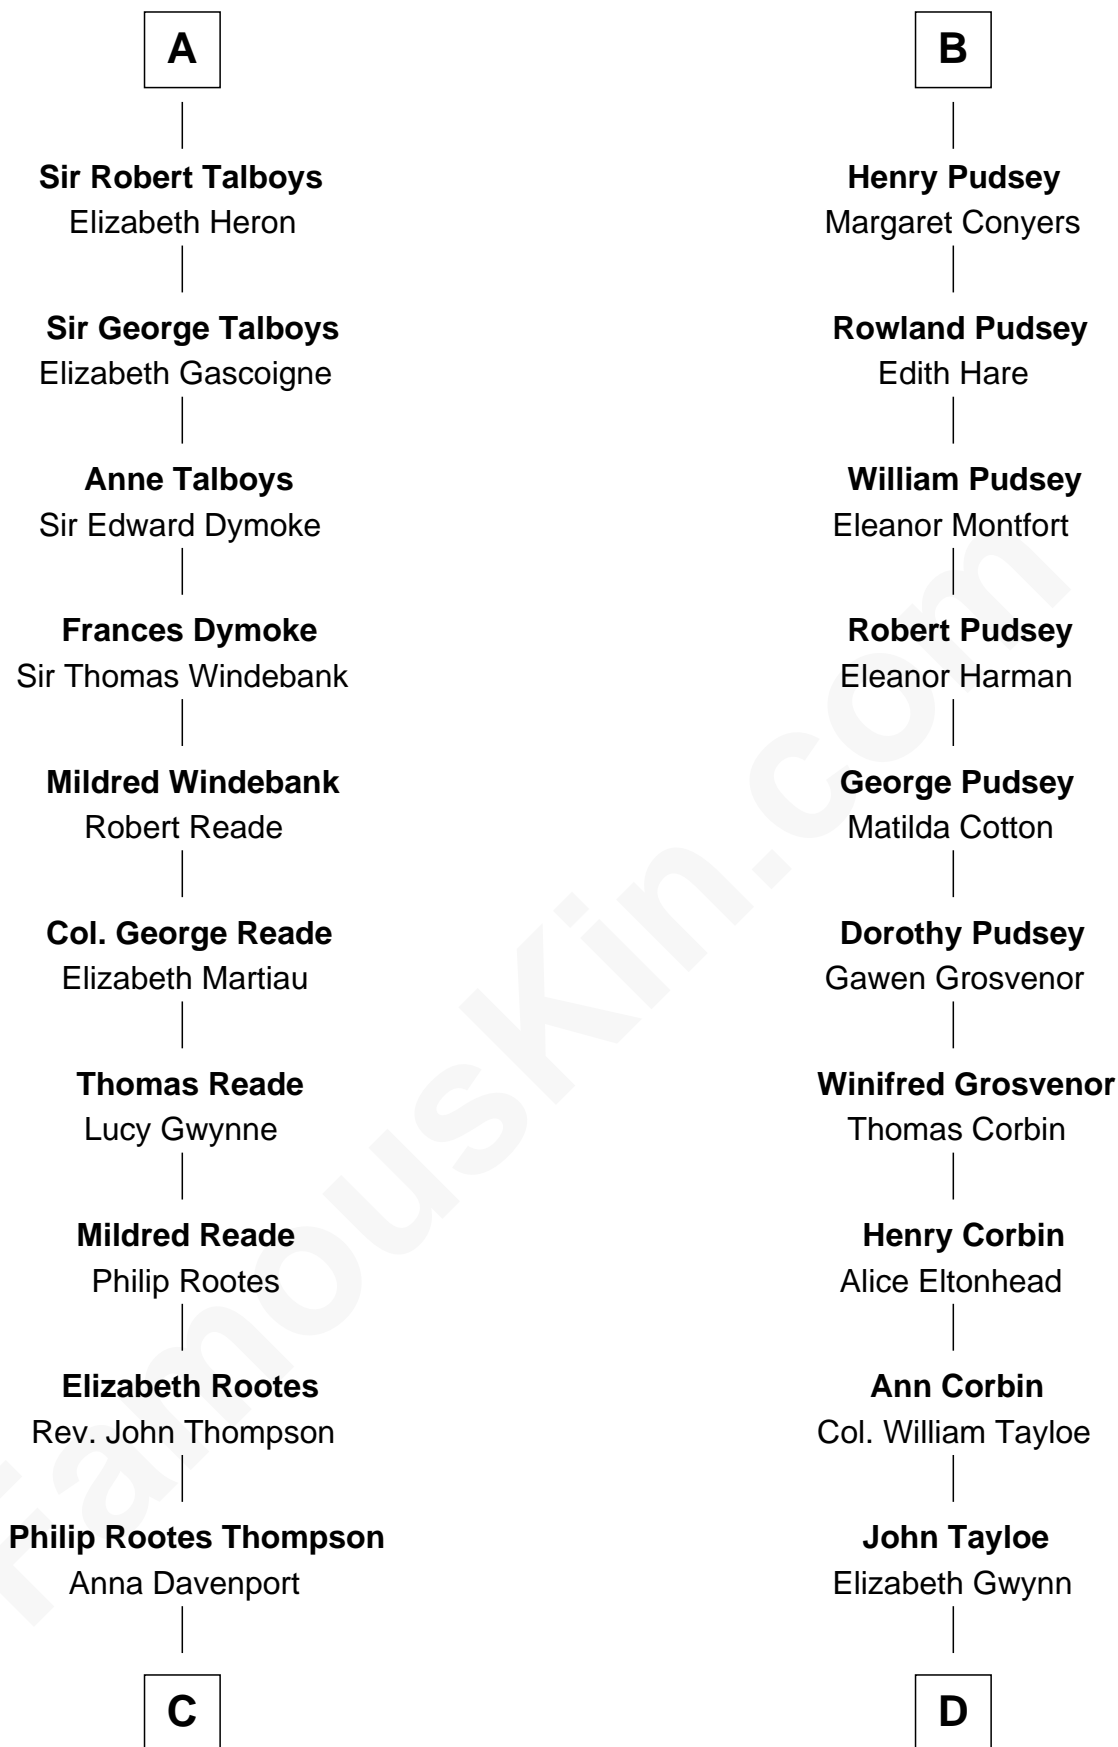 A
Sir Robert Talboys
Elizabeth Heron
Sir George Talboys
Elizabeth Gascoigne
Anne Talboys
Sir Edward Dymoke
Frances Dymoke
Sir Thomas Windebank
Mildred Windebank
Robert Reade
Col. George Reade
Elizabeth Martiau
Thomas Reade
Lucy Gwynne
Mildred Reade
Philip Rootes
Elizabeth Rootes
Rev. John Thompson
Philip Rootes Thompson
Anna Davenport
C
B
Henry Pudsey
Margaret Conyers
Rowland Pudsey
Edith Hare
William Pudsey
Eleanor Montfort
Robert Pudsey
Eleanor Harman
George Pudsey
Matilda Cotton
Dorothy Pudsey
Gawen Grosvenor
Winifred Grosvenor
Thomas Corbin
Henry Corbin
Alice Eltonhead
Ann Corbin
Col. William Tayloe
John Tayloe
Elizabeth Gwynn
D
FamousKin.com